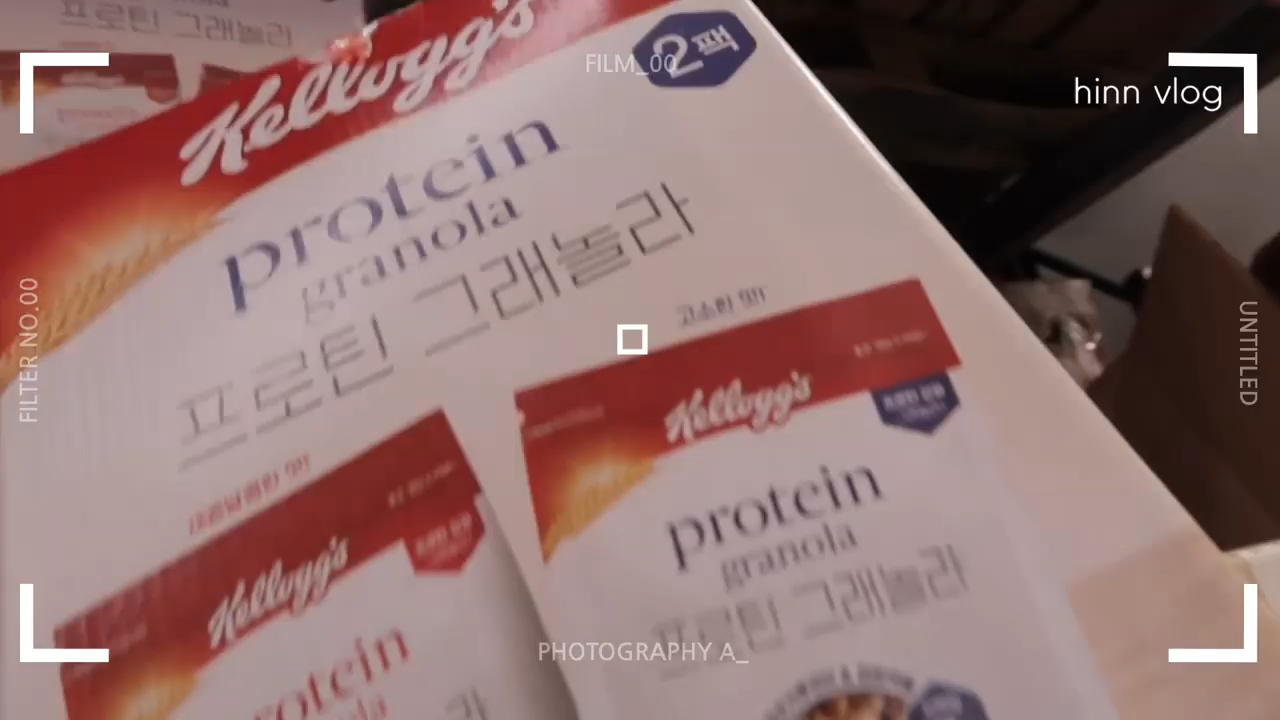 프로틴 그래놀라
FILM_00
2팩
hinn vlog
Kellogg's
protein
granola
프로틴 그래놀라
고소한 맛
FILTER NO.00
UNTITLED
Kellogg's
protein
granola
프로틴 그래놀라
Kellogg's
protein
PHOTOGRAPHY A_